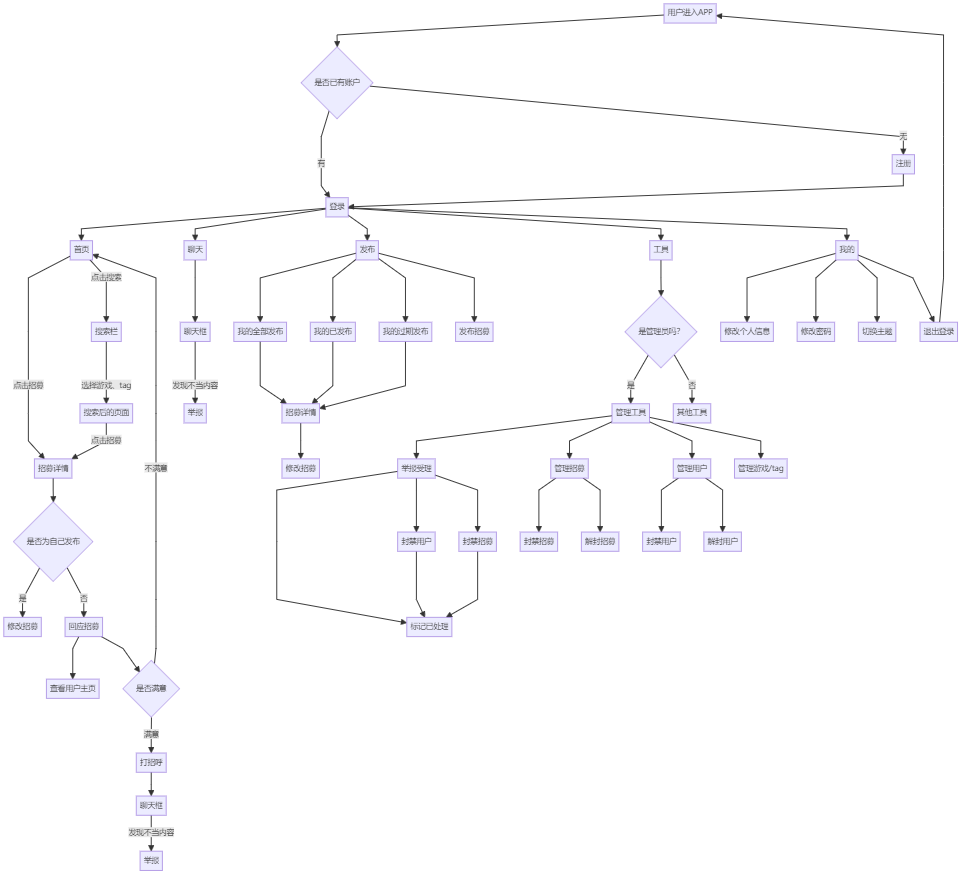 用户进入APP
是否已有账户
无
有
注册
登录
首页
聊天
发布
工具
我的
点击搜索
搜索栏
聊天框
我的全部发布
我的已发布
我的过期发布
发布招募
是管理员吗?
修改个人信息
修改密码
切换主题
退出登录
点击招募
选择游戏、tag
发现不当内容
是
否
搜索后的页面
举报
招募详情
管理工具
其他工具
点击招募
招募详情
不满意
修改招募
举报受理
管理招募
管理用户
管理游戏/tag
是否为自己发布
封禁用户
封禁招募
封禁招募
解封招募
封禁用户
解封用户
是
否
修改招募
回应招募
标记已处理
查看用户主页
是否满意
满意
打招呼
聊天框
发现不当内容
举报